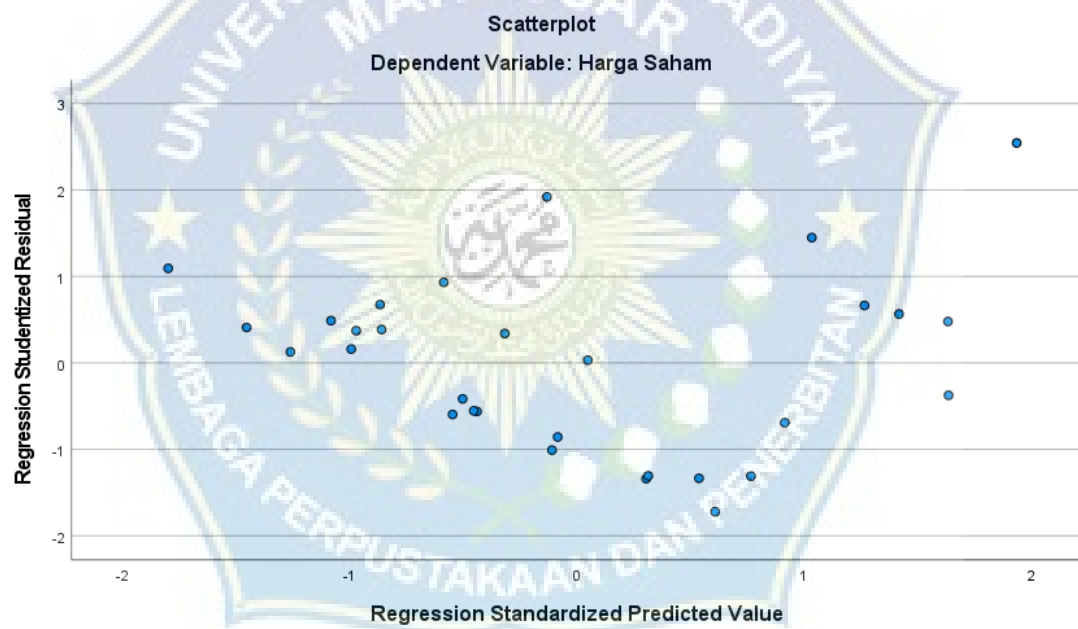 Scatterplot
Dependent Variable: Harga Saham
Regression Studentized Residual
3
2
1
0
-1
-2
-2
-1
0
1
2
Regression Standardized Predicted Value
LEMBAGA PERPUSTAKAAN DAN PENERBITAN